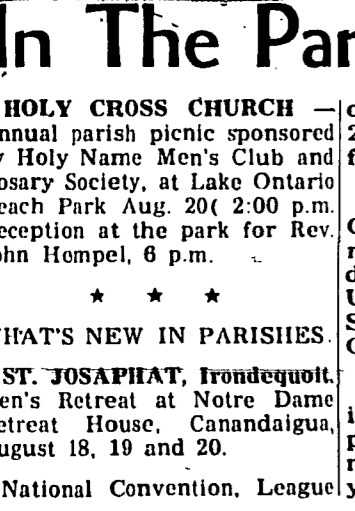 In The Par
HOLY CROSS CHURCH —
nnual parish picnic sponsored
y Holy Name Men's Club and
osary Society, at Lake Ontario
each Park Aug. 20( 2:00 p.m.
eception at the park for Rev.
ohn Hempel, 6 p.m.
★ ★ ★
HAT'S NEW IN PARISHES.
ST. JOSAPHAT, Irondequoit.
en's Retreat at Notre Dame
etreat House, Canandaigua,
ugust 18, 19 and 20.
National Convention, League